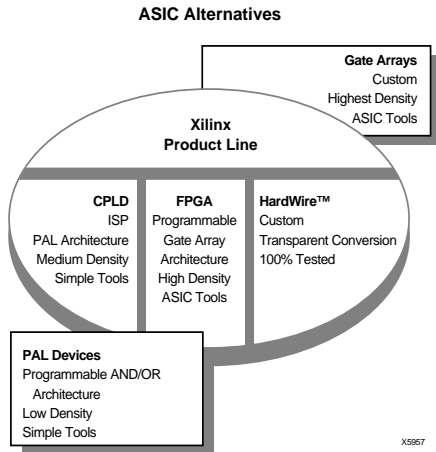 ASIC Alternatives
Gate Arrays
Custom
Highest Density
ASIC Tools
Xilinx
Product Line
CPLD
ISP
PAL Architecture
Medium Density
Simple Tools
FPGA
Programmable
Gate Array
Architecture
High Density
ASIC Tools
HardWire™
Custom
Transparent Conversion
100% Tested
PAL Devices
Programmable AND/OR
Architecture
Low Density
Simple Tools
X5957